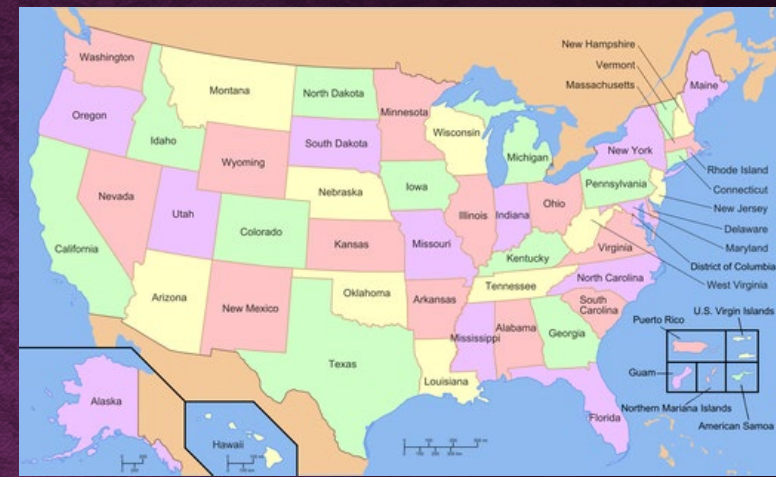 New Hampshire
Vermont
Massachusetts
Washington
Montana
North Dakota
Minnesota
Maine
Oregon
Idaho
Wisconsin
South Dakota
New York
Michigan
Wyoming
Rhode Island
Pennsylvania
Connecticut
Iowa
Nebraska
Nevada
Ohio
New Jersey
Utah
Illinois
Indiana
Delaware
Colorado
Maryland
California
Kansas
Missouri
Virginia
Kentucky
District of Columbia
North Carolina
West Virginia
Tennessee
Arizona
Oklahoma
Arkansas
New Mexico
South
Carolina
U.S. Virgin Islands
Puerto Rico
Alabama
Georgia
Mississippi
Texas
Guam
Louisiana
Alaska
Northern Mariana Islands
Florida
American Samoa
Hawaii